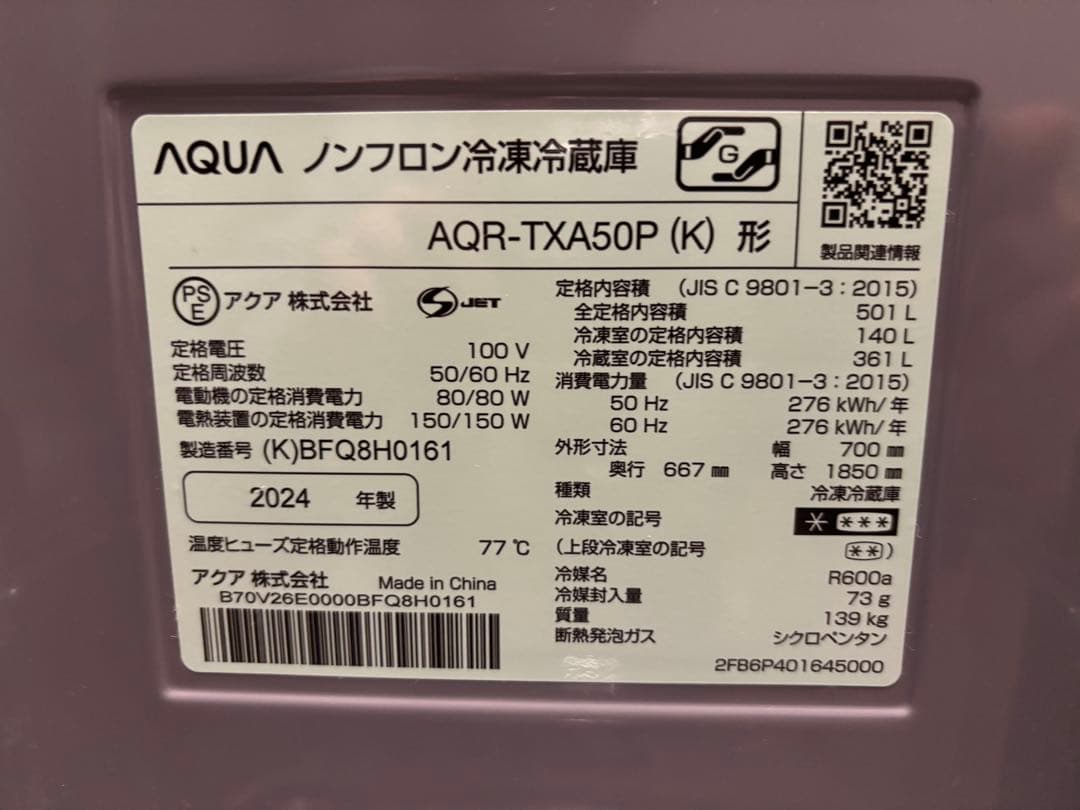 AQUA ノンフロン冷凍冷蔵庫
G
AQR-TXA50P (K) 形
製品関連情報
PS E アクア 株式会社 S JET
定格電圧 100 V
定格周波数 50/60 Hz
電動機の定格消費電力 80/80 W
電熱装置の定格消費電力 150/150 W
製造番号 (K)BFQ8H0161
2024 年製
温度ヒューズ定格動作温度 77 ℃
アクア 株式会社 Made in China
B70V26E0000BFQ8H0161
定格内容積 (JIS C 9801-3:2015)
全定格内容積 501 L
冷凍室の定格内容積 140 L
冷蔵室の定格内容積 361 L
消費電力量 (JIS C 9801-3:2015)
50 Hz 276 kWh/年
60 Hz 276 kWh/年
外形寸法 幅 700 ㎜
奥行 667 ㎜ 高さ 1850 ㎜
種類 冷凍冷蔵庫
冷凍室の記号 * ***
(上段冷凍室の記号 **)
冷媒名 R600a
冷媒封入量 73 g
質量 139 kg
断熱発泡ガス シクロペンタン
2FB6P401645000